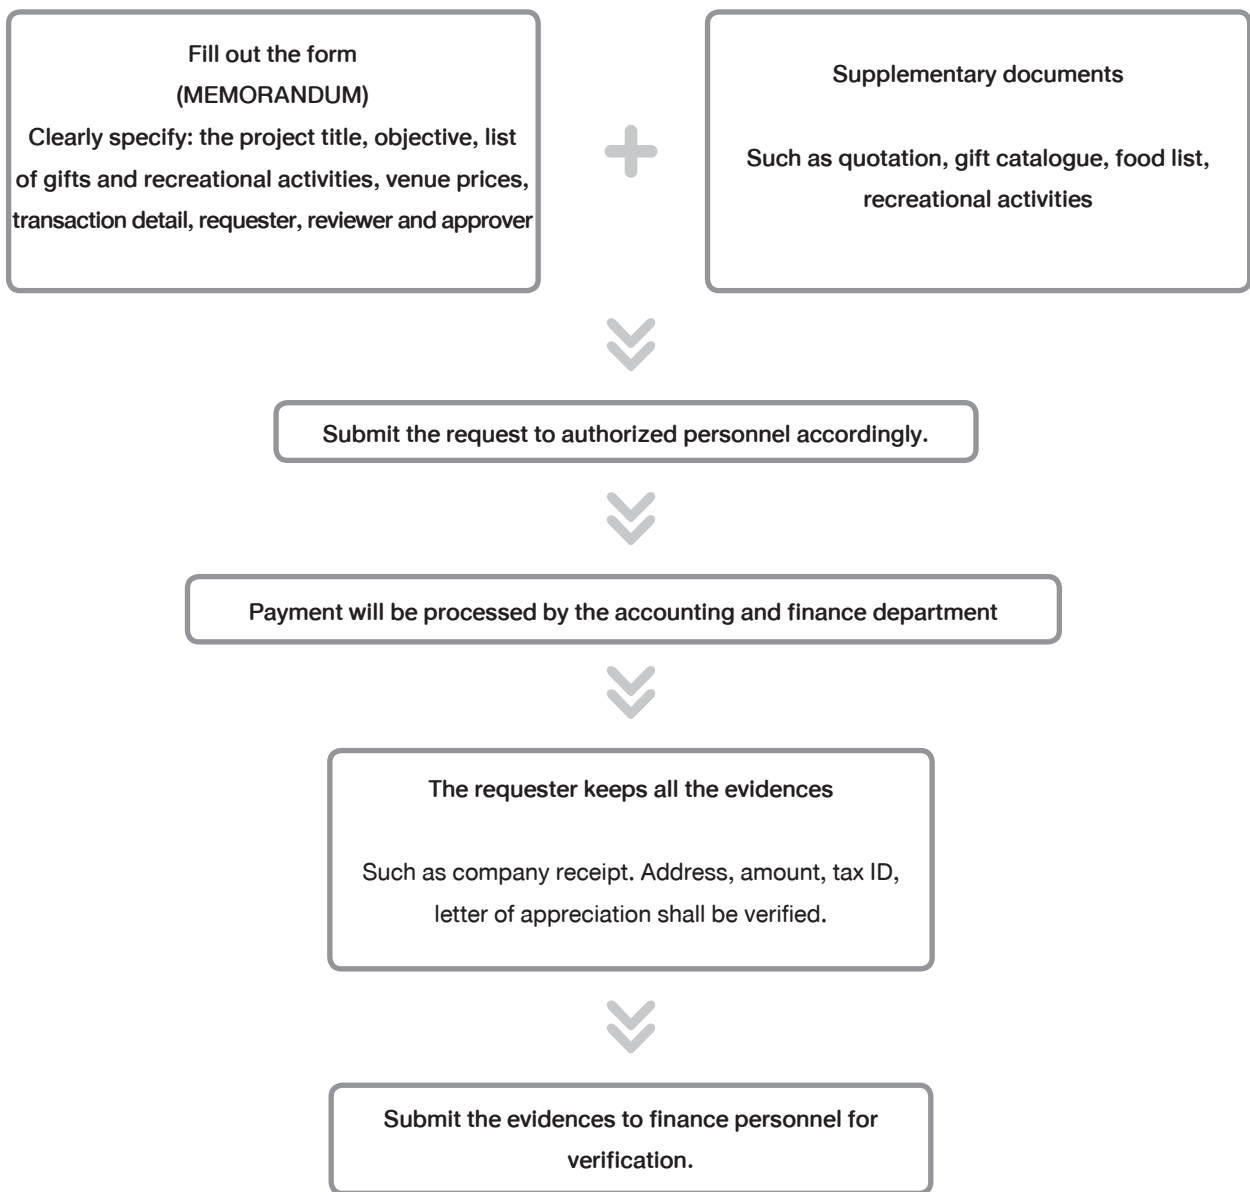 Fill out the form
(MEMORANDUM)
Clearly specify: the project title, objective, list
of gifts and recreational activities, venue prices,
transaction detail, requester, reviewer and approver
Supplementary documents
Such as quotation, gift catalogue, food list,
recreational activities
Submit the request to authorized personnel accordingly.
Payment will be processed by the accounting and finance department
The requester keeps all the evidences
Such as company receipt. Address, amount, tax ID,
letter of appreciation shall be verified.
Submit the evidences to finance personnel for
verification.